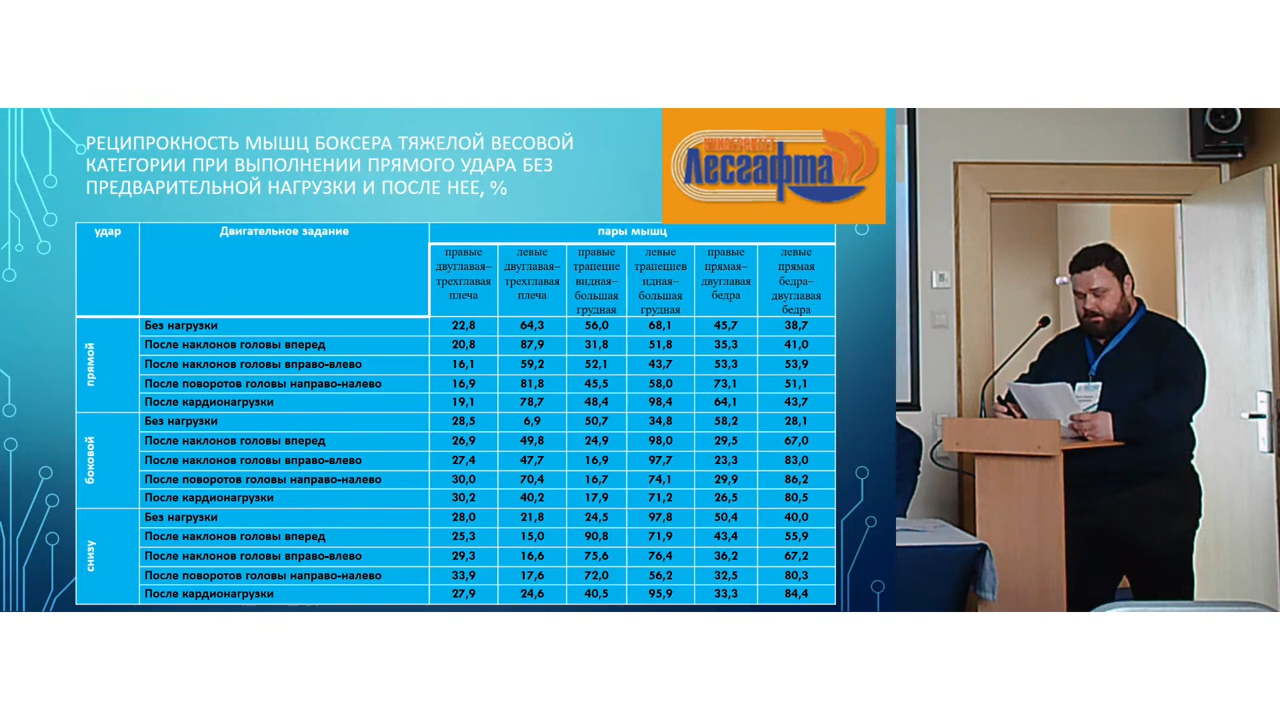 РЕЦИПРОКНОСТЬ МЫШЦ БОКСЕРА ТЯЖЕЛОЙ ВЕСОВОЙ
КАТЕГОРИИ ПРИ ВЫПОЛНЕНИИ ПРЯМОГО УДАРА БЕЗ
ПРЕДВАРИТЕЛЬНОЙ НАГРУЗКИ И ПОСЛЕ НЕЕ, %
УНИВЕРСИТЕТ
Лесгафта
удар Двигательное задание пары мышц
правые двуглавая–трехглавая плеча
левые двуглавая–трехглавая плеча
правые трапециевидная–большая грудная
левые трапециевидная–большая грудная
правые прямая–двуглавая бедра
левые прямая бедра–двуглавая бедра
прямой
Без нагрузки 22,8 64,3 56,0 68,1 45,7 38,7
После наклонов головы вперед 20,8 87,9 31,8 51,8 35,3 41,0
После наклонов головы вправо-влево 16,1 59,2 52,1 43,7 53,3 53,9
После поворотов головы направо-налево 16,9 81,8 45,5 58,0 73,1 51,1
После кардионагрузки 19,1 78,7 48,4 98,4 64,1 43,7
боковой
Без нагрузки 28,5 6,9 50,7 34,8 58,2 28,1
После наклонов головы вперед 26,9 49,8 24,9 98,0 29,5 67,0
После наклонов головы вправо-влево 27,4 47,7 16,9 97,7 23,3 83,0
После поворотов головы направо-налево 30,0 70,4 16,7 74,1 29,9 86,2
После кардионагрузки 30,2 40,2 17,9 71,2 26,5 80,5
снизу
Без нагрузки 28,0 21,8 24,5 97,8 50,4 40,0
После наклонов головы вперед 25,3 15,0 90,8 71,9 43,4 55,9
После наклонов головы вправо-влево 29,3 16,6 75,6 76,4 36,2 67,2
После поворотов головы направо-налево 33,9 17,6 72,0 56,2 32,5 80,3
После кардионагрузки 27,9 24,6 40,5 95,9 33,3 84,4